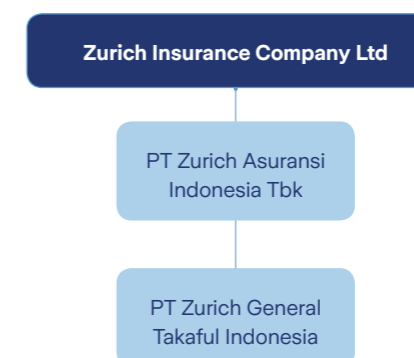 Zurich Insurance Company Ltd
PT Zurich Asuransi
Indonesia Tbk
PT Zurich General
Takaful Indonesia